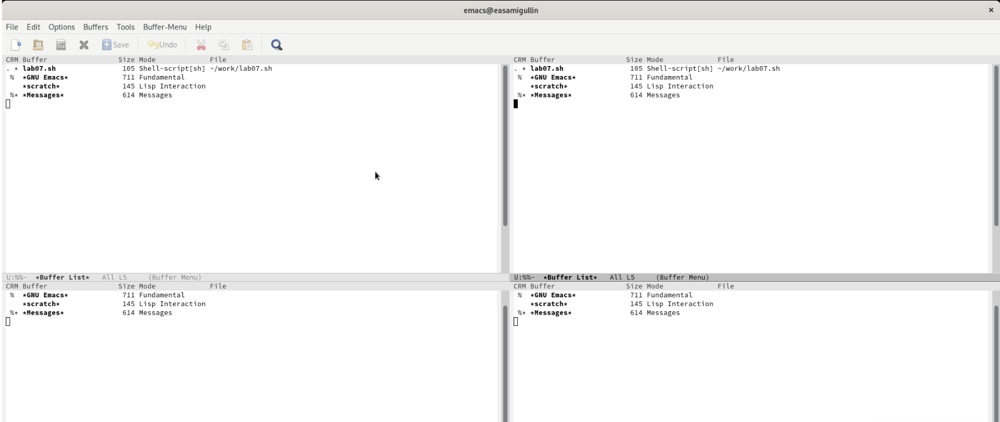 emacs@easamigullin ×
File Edit Options Buffers Tools Buffer-Menu Help
Save Undo
CRM Buffer Size Mode File
. * lab07.sh 105 Shell-script[sh] ~/work/lab07.sh
% *GNU Emacs* 711 Fundamental
*scratch* 145 Lisp Interaction
%* *Messages* 614 Messages
U:%%- *Buffer List* All L5 (Buffer Menu)
CRM Buffer Size Mode File
. * lab07.sh 105 Shell-script[sh] ~/work/lab07.sh
% *GNU Emacs* 711 Fundamental
*scratch* 145 Lisp Interaction
%* *Messages* 614 Messages
U:%%- *Buffer List* All L5 (Buffer Menu)
CRM Buffer Size Mode File
% *GNU Emacs* 711 Fundamental
*scratch* 145 Lisp Interaction
%* *Messages* 614 Messages
CRM Buffer Size Mode File
% *GNU Emacs* 711 Fundamental
*scratch* 145 Lisp Interaction
%* *Messages* 614 Messages